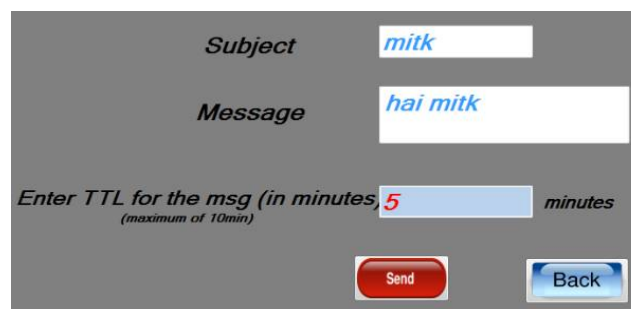 Subject mitk
Message hai mitk
Enter TTL for the msg (in minutes) 5 minutes
(maximum of 10min)
Send Back